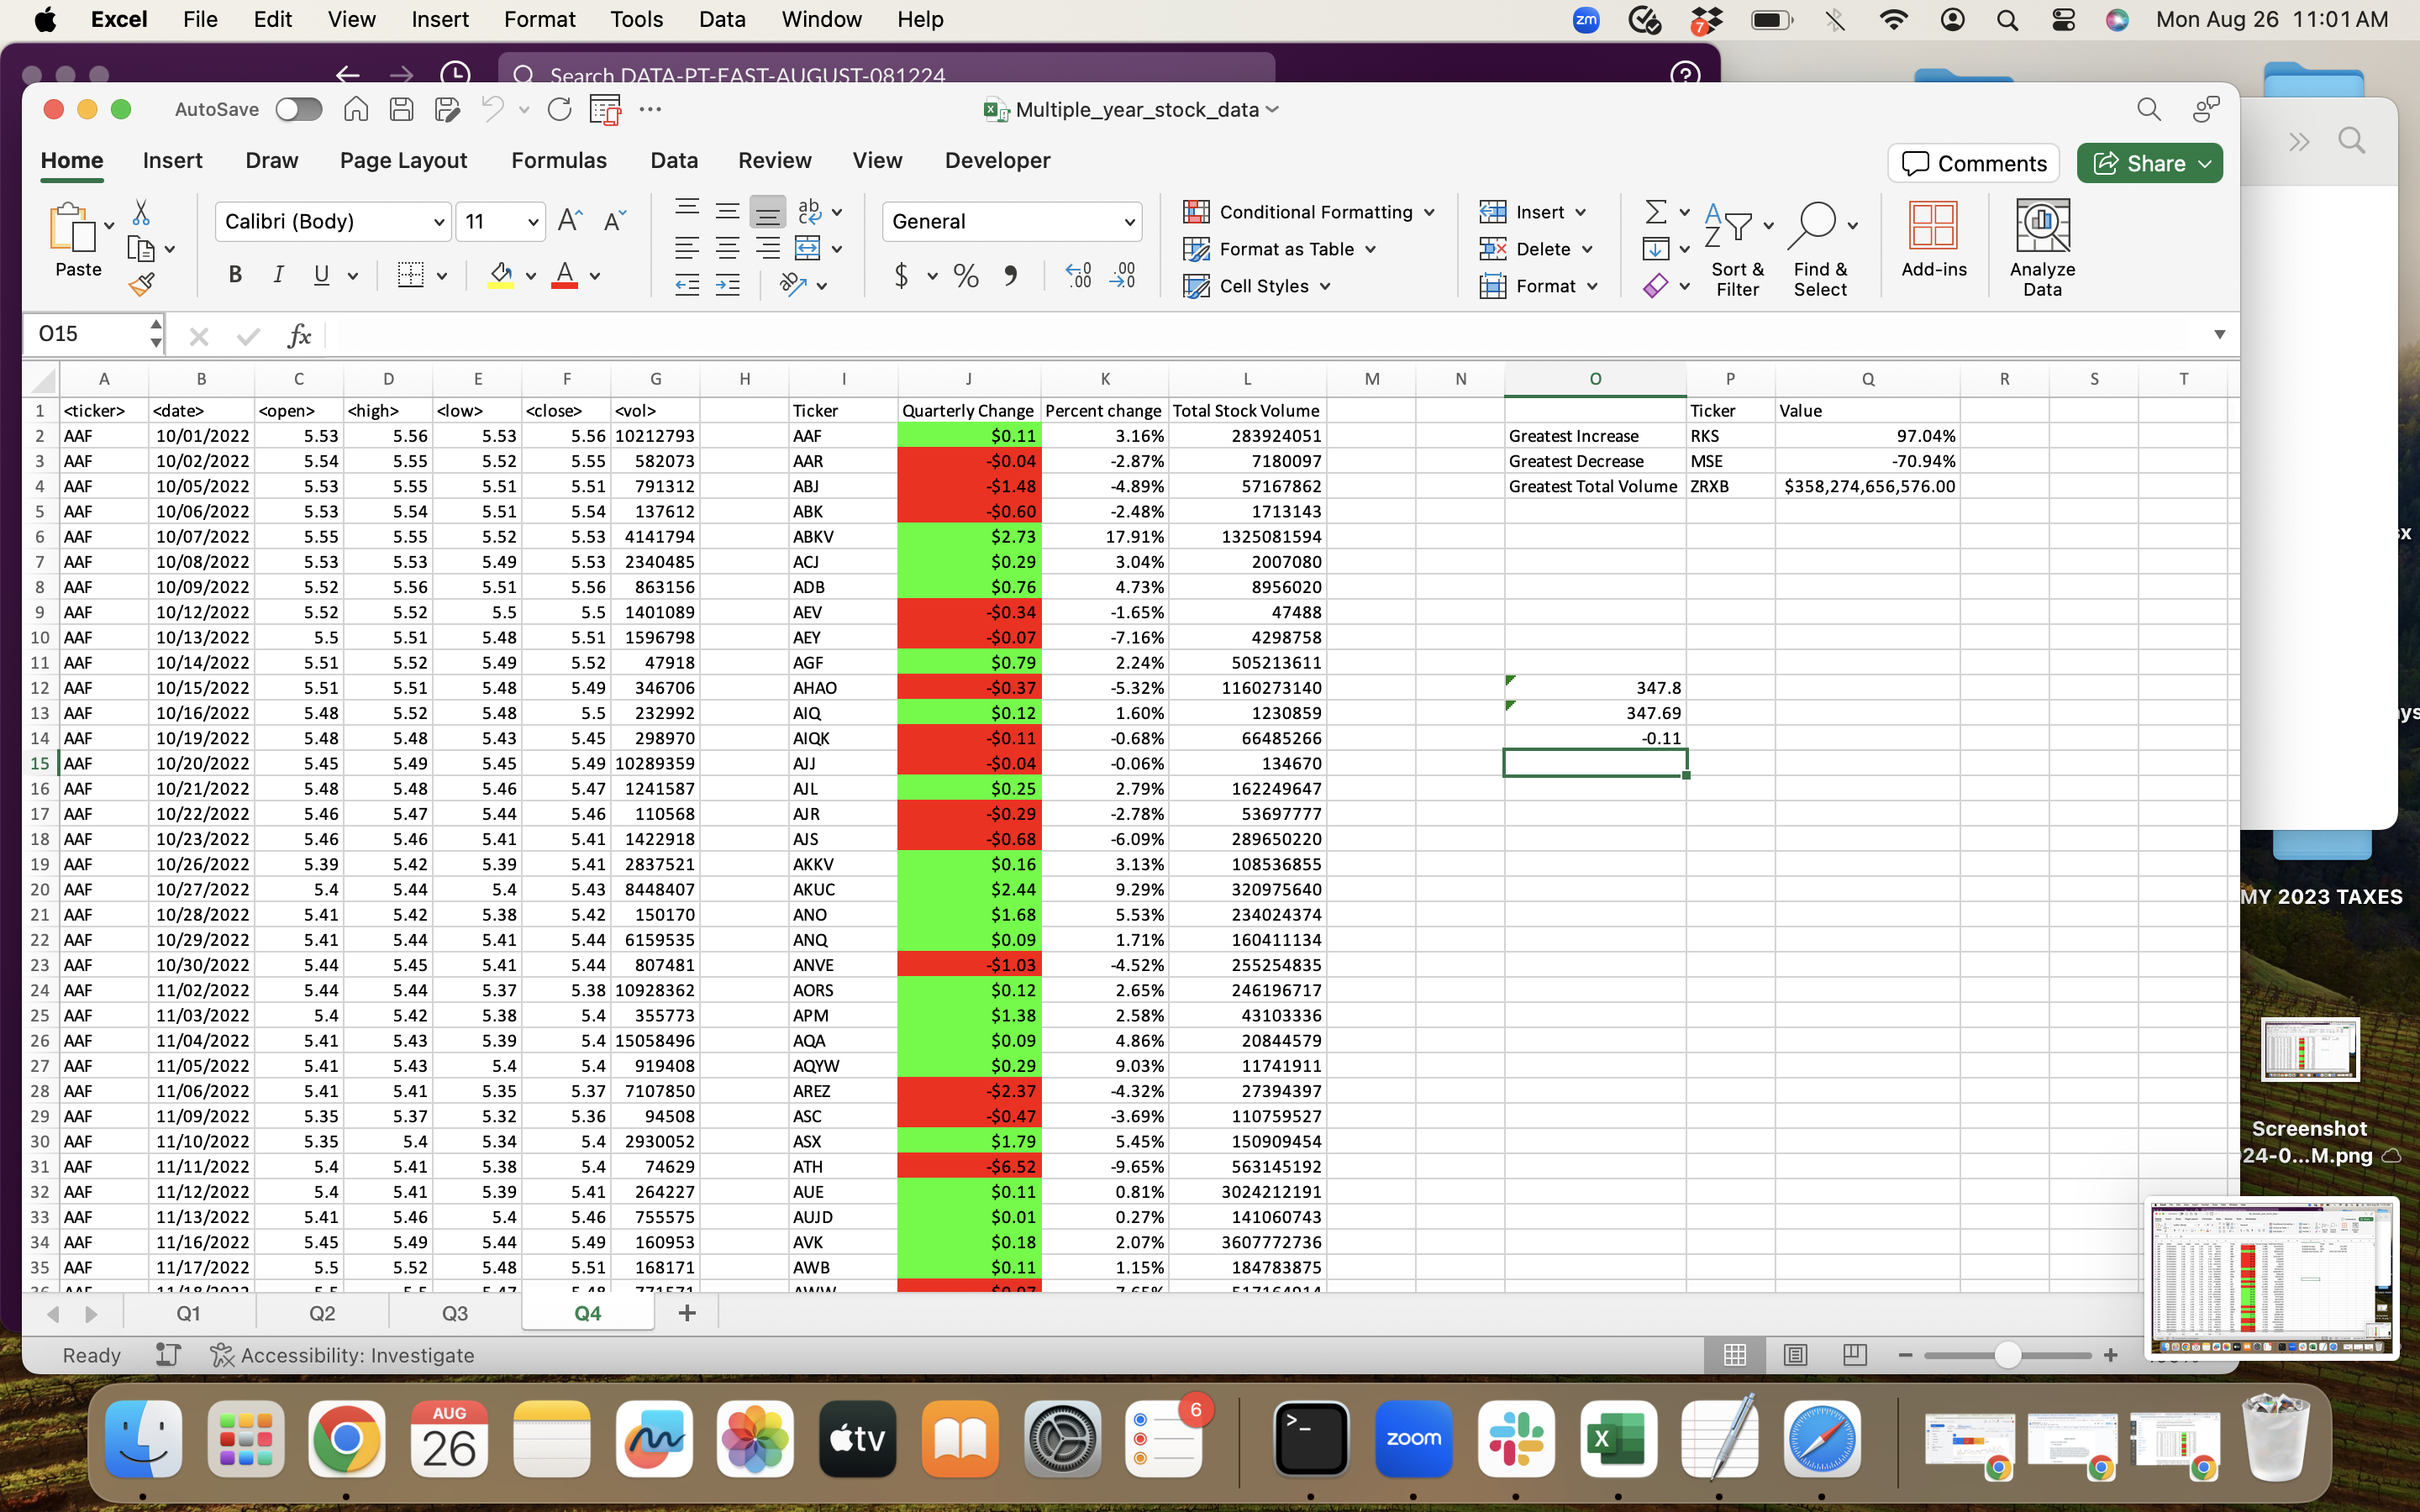 Excel File Edit View Insert Format Tools Data Window Help zm 7 Mon Aug 26 11:01 AM
Search DATA-PT-EAST-AUGUST-081224
AutoSave Multiple_year_stock_data
Home Insert Draw Page Layout Formulas Data Review View Developer Comments Share
Paste Calibri (Body) 11 General Conditional Formatting Format as Table Cell Styles Insert Delete Format Sort & Filter Find & Select Add-ins Analyze Data
O15 fx
A B C D E F G H I J K L M N O P Q R S T
1 <ticker> <date> <open> <high> <low> <close> <vol> Ticker Quarterly Change Percent change Total Stock Volume Ticker Value
2 AAF 10/01/2022 5.53 5.56 5.53 5.56 10212793 AAF $0.11 3.16% 283924051 Greatest Increase RKS 97.04%
3 AAF 10/02/2022 5.54 5.55 5.52 5.55 582073 AAR -$0.04 -2.87% 7180097 Greatest Decrease MSE -70.94%
4 AAF 10/05/2022 5.53 5.55 5.51 5.51 791312 ABJ -$1.48 -4.89% 57167862 Greatest Total Volume ZRXB $358,274,656,576.00
5 AAF 10/06/2022 5.53 5.54 5.51 5.54 137612 ABK -$0.60 -2.48% 1713143
6 AAF 10/07/2022 5.55 5.55 5.52 5.53 4141794 ABKV $2.73 17.91% 1325081594
7 AAF 10/08/2022 5.53 5.53 5.49 5.53 2340485 ACJ $0.29 3.04% 2007080
8 AAF 10/09/2022 5.52 5.56 5.51 5.56 863156 ADB $0.76 4.73% 8956020
9 AAF 10/12/2022 5.52 5.52 5.5 5.5 1401089 AEV -$0.34 -1.65% 47488
10 AAF 10/13/2022 5.5 5.51 5.48 5.51 1596798 AEY -$0.07 -7.16% 4298758
11 AAF 10/14/2022 5.51 5.52 5.49 5.52 47918 AGF $0.79 2.24% 505213611
12 AAF 10/15/2022 5.51 5.51 5.48 5.49 346706 AHAO -$0.37 -5.32% 1160273140 347.8
13 AAF 10/16/2022 5.48 5.52 5.48 5.5 232992 AIQ $0.12 1.60% 1230859 347.69
14 AAF 10/19/2022 5.48 5.48 5.43 5.45 298970 AIQK -$0.11 -0.68% 66485266 -0.11
15 AAF 10/20/2022 5.45 5.49 5.45 5.49 10289359 AJJ -$0.04 -0.06% 134670
16 AAF 10/21/2022 5.48 5.48 5.46 5.47 1241587 AJL $0.25 2.79% 162249647
17 AAF 10/22/2022 5.46 5.47 5.44 5.46 110568 AJR -$0.29 -2.78% 53697777
18 AAF 10/23/2022 5.46 5.46 5.41 5.41 1422918 AJS -$0.68 -6.09% 289650220
19 AAF 10/26/2022 5.39 5.42 5.39 5.41 2837521 AKKV $0.16 3.13% 108536855
20 AAF 10/27/2022 5.4 5.44 5.4 5.43 8448407 AKUC $2.44 9.29% 320975640
21 AAF 10/28/2022 5.41 5.42 5.38 5.42 150170 ANO $1.68 5.53% 234024374
22 AAF 10/29/2022 5.41 5.44 5.41 5.44 6159535 ANQ $0.09 1.71% 160411134
23 AAF 10/30/2022 5.44 5.45 5.41 5.44 807481 ANVE -$1.03 -4.52% 255254835
24 AAF 11/02/2022 5.44 5.44 5.37 5.38 10928362 AORS $0.12 2.65% 246196717
25 AAF 11/03/2022 5.4 5.42 5.38 5.4 355773 APM $1.38 2.58% 43103336
26 AAF 11/04/2022 5.41 5.43 5.39 5.4 15058496 AQA $0.09 4.86% 20844579
27 AAF 11/05/2022 5.41 5.43 5.4 5.4 919408 AQYW $0.29 9.03% 11741911
28 AAF 11/06/2022 5.41 5.41 5.35 5.37 7107850 AREZ -$2.37 -4.32% 27394397
29 AAF 11/09/2022 5.35 5.37 5.32 5.36 94508 ASC -$0.47 -3.69% 110759527
30 AAF 11/10/2022 5.35 5.4 5.34 5.4 2930052 ASX $1.79 5.45% 150909454
31 AAF 11/11/2022 5.4 5.41 5.38 5.4 74629 ATH -$6.52 -9.65% 563145192
32 AAF 11/12/2022 5.4 5.41 5.39 5.41 264227 AUE $0.11 0.81% 3024212191
33 AAF 11/13/2022 5.41 5.46 5.4 5.46 755575 AUJD $0.01 0.27% 141060743
34 AAF 11/16/2022 5.45 5.49 5.44 5.49 160953 AVK $0.18 2.07% 3607772736
35 AAF 11/17/2022 5.5 5.52 5.48 5.51 168171 AWB $0.11 1.15% 184783875
Q1 Q2 Q3 Q4 +
Ready Accessibility: Investigate
MY 2023 TAXES
Screenshot
24-0...M.png
AUG 26 tv 6 zoom X